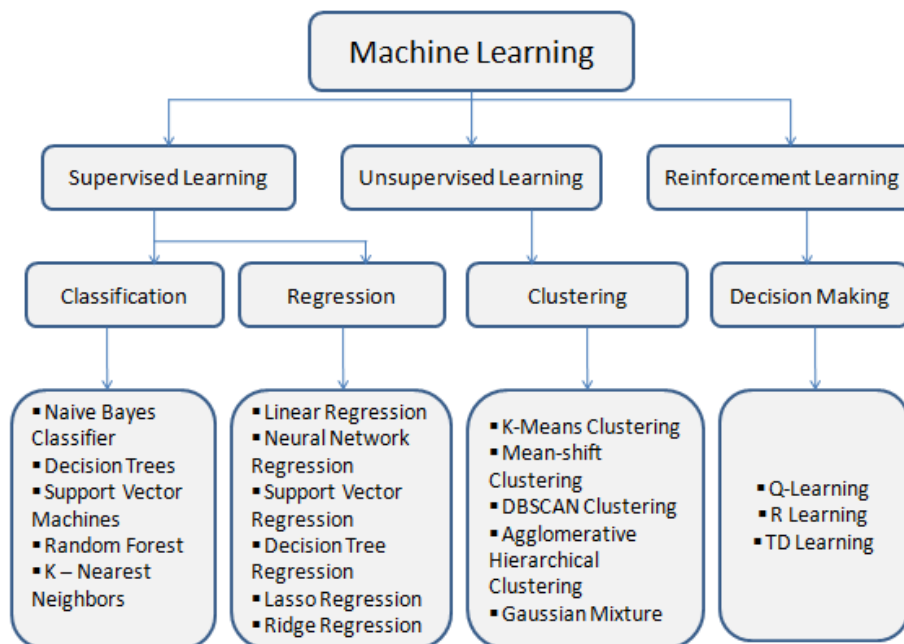 Machine Learning
Supervised Learning
Unsupervised Learning
Reinforcement Learning
Classification
Regression
Clustering
Decision Making
▪ Naive Bayes
Classifier
▪ Decision Trees
▪ Support Vector
Machines
▪ Random Forest
▪ K – Nearest
Neighbors
▪ Linear Regression
▪ Neural Network
Regression
▪ Support Vector
Regression
▪ Decision Tree
Regression
▪ Lasso Regression
▪ Ridge Regression
▪ K-Means Clustering
▪ Mean-shift
Clustering
▪ DBSCAN Clustering
▪ Agglomerative
Hierarchical
Clustering
▪ Gaussian Mixture
▪ Q-Learning
▪ R Learning
▪ TD Learning